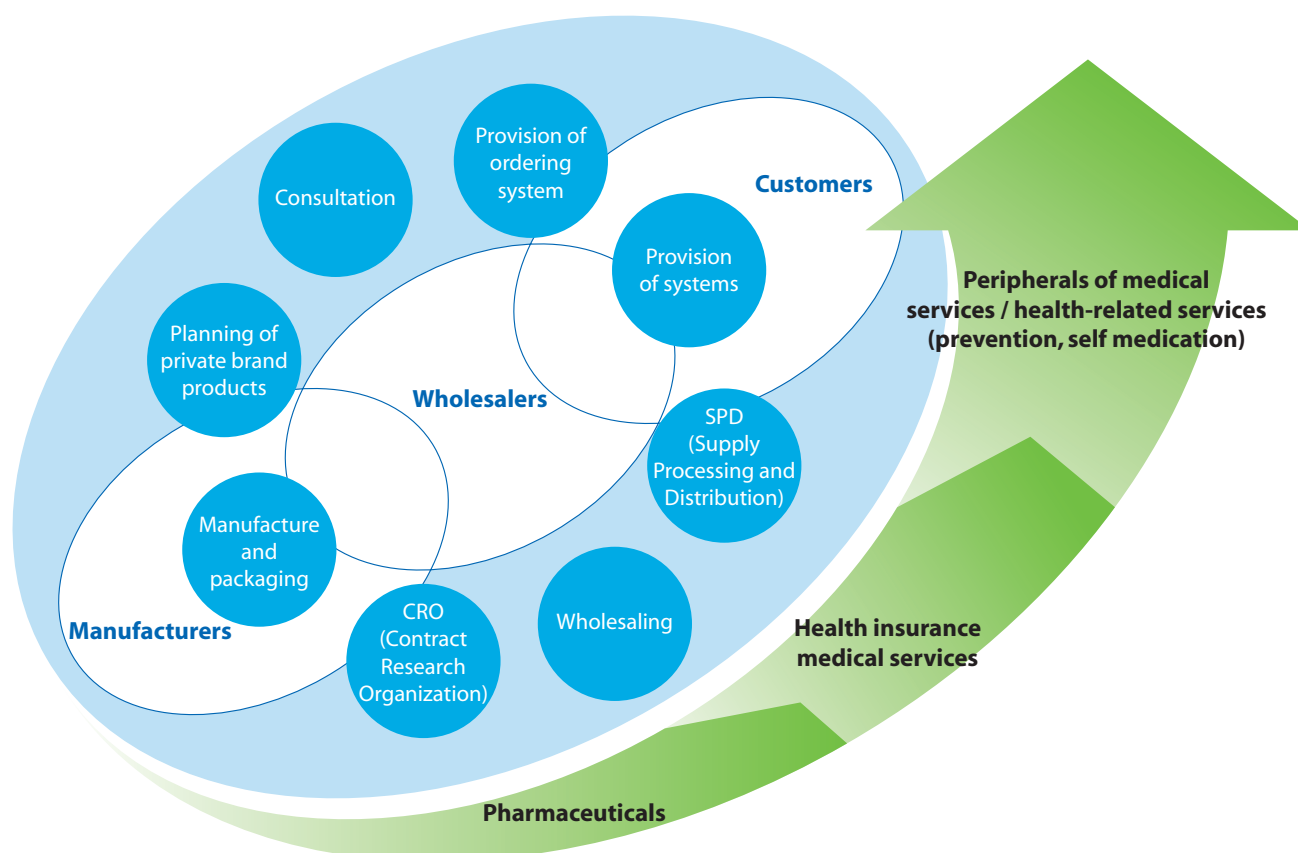 Provision of
ordering
system
Consultation
Customers
Provision
of systems
Planning of
private brand
products
Wholesalers
SPD
(Supply
Processing and
Distribution)
Manufacture
and
packaging
Manufacturers
CRO
(Contract
Research
Organization)
Wholesaling
Peripherals of medical
services / health-related services
(prevention, self medication)
Health insurance
medical services
Pharmaceuticals